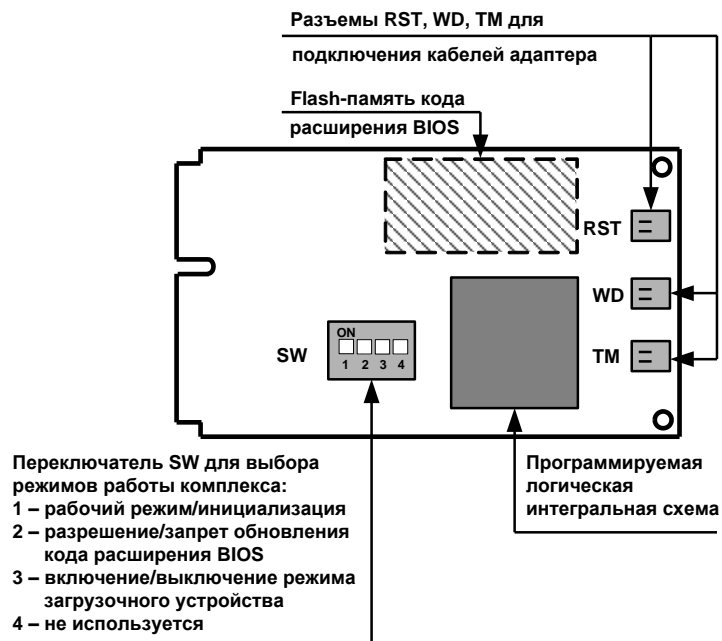 Разъемы RST, WD, TM для
подключения кабелей адаптера
Flash-память кода
расширения BIOS
RST
WD
TM
SW
ON
1 2 3 4
Переключатель SW для выбора
режимов работы комплекса:
1 – рабочий режим/инициализация
2 – разрешение/запрет обновления
кода расширения BIOS
3 – включение/выключение режима
загрузочного устройства
4 – не используется
Программируемая
логическая
интегральная схема